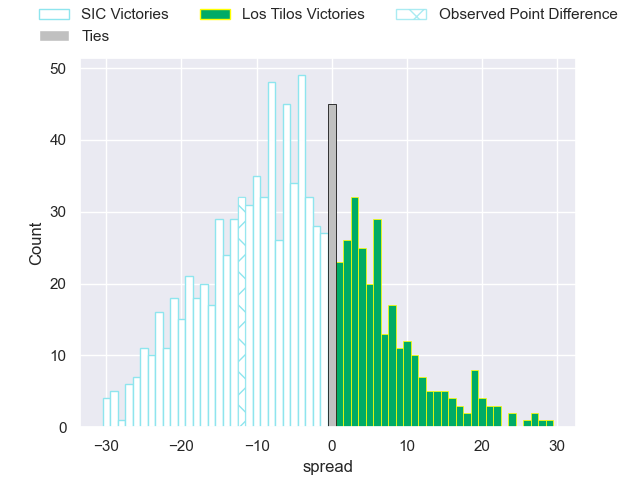 SIC Victories
Los Tilos Victories
Observed Point Difference
Ties
50
40
30
20
10
0
Count
−30 −20 −10 0 10 20 30
spread